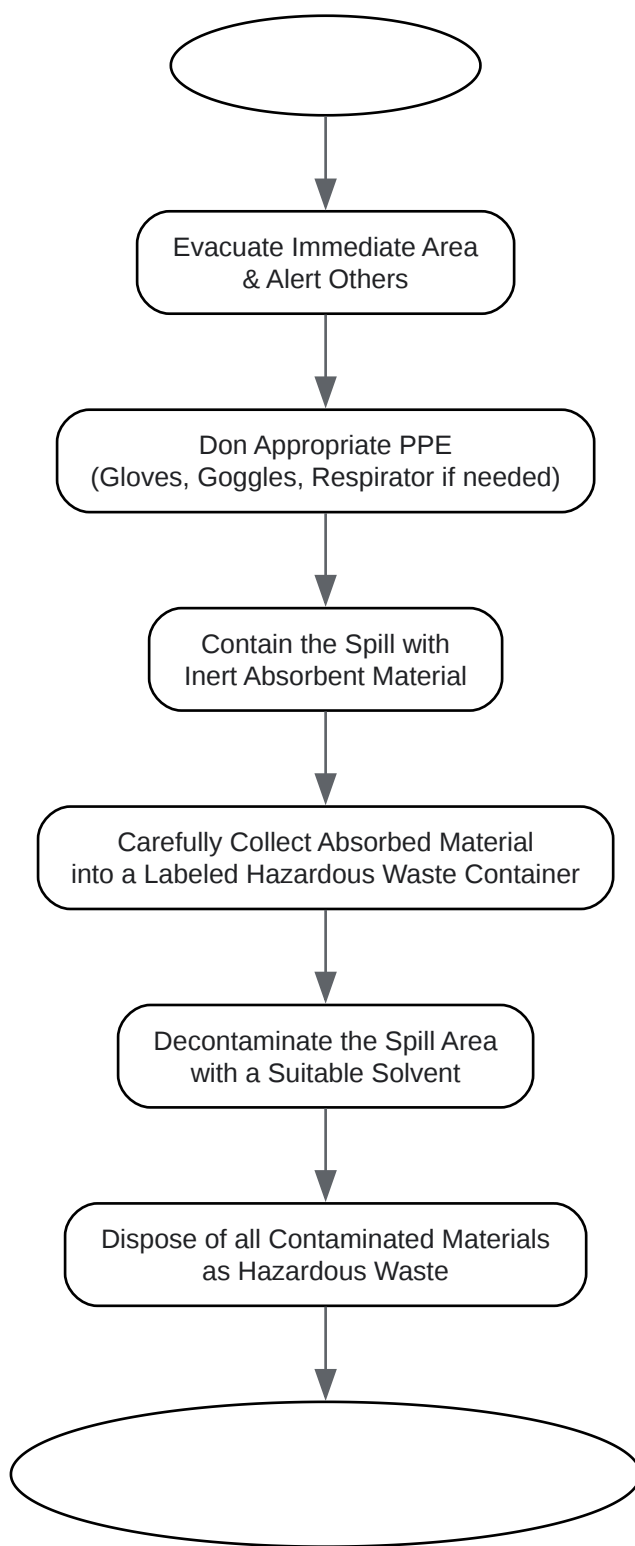 Evacuate Immediate Area
& Alert Others
Don Appropriate PPE
(Gloves, Goggles, Respirator if needed)
Contain the Spill with
Inert Absorbent Material
Carefully Collect Absorbed Material
into a Labeled Hazardous Waste Container
Decontaminate the Spill Area
with a Suitable Solvent
Dispose of all Contaminated Materials
as Hazardous Waste